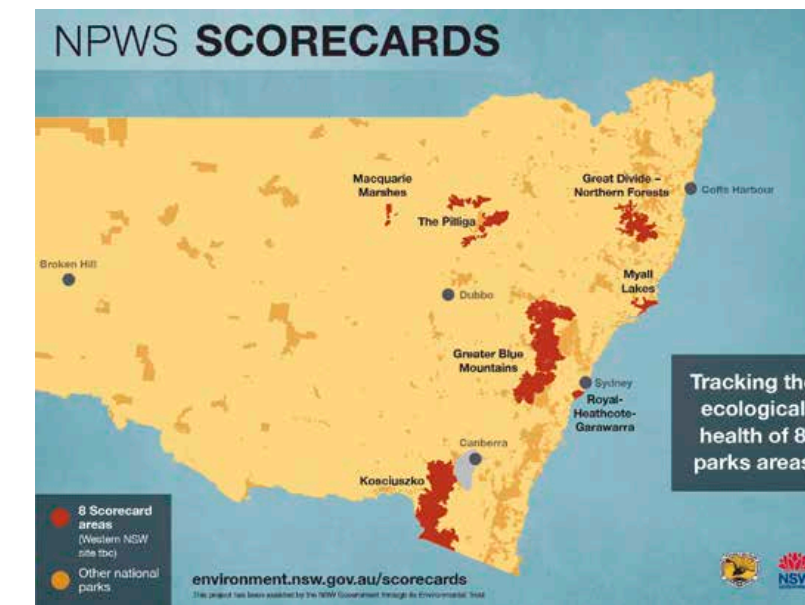 NPWS SCORECARDS
Macquarie
Marshes
The Pilliga
Great Divide –
Northern Forests
Coffs Harbour
Broken Hill
Dubbo
Myall
Lakes
Greater Blue
Mountains
Sydney
Royal-
Heathcote-
Garawarra
Tracking the
ecological
health of 8
parks areas
Canberra
Kosciuszko
8 Scorecard
areas
(Western NSW
site tbc)
Other national
parks
environment.nsw.gov.au/scorecards
This project has been assisted by the NSW Government through its Environmental Trust
NSW